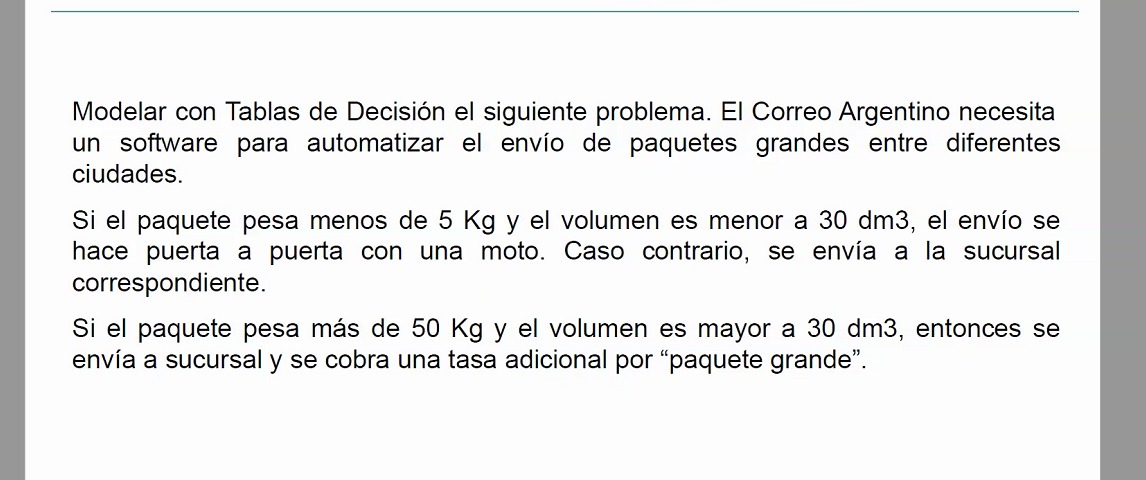 Modelar con Tablas de Decisión el siguiente problema. El Correo Argentino necesita
un software para automatizar el envío de paquetes grandes entre diferentes
ciudades.
Si el paquete pesa menos de 5 Kg y el volumen es menor a 30 dm3, el envío se
hace puerta a puerta con una moto. Caso contrario, se envía a la sucursal
correspondiente.
Si el paquete pesa más de 50 Kg y el volumen es mayor a 30 dm3, entonces se
envía a sucursal y se cobra una tasa adicional por “paquete grande”.